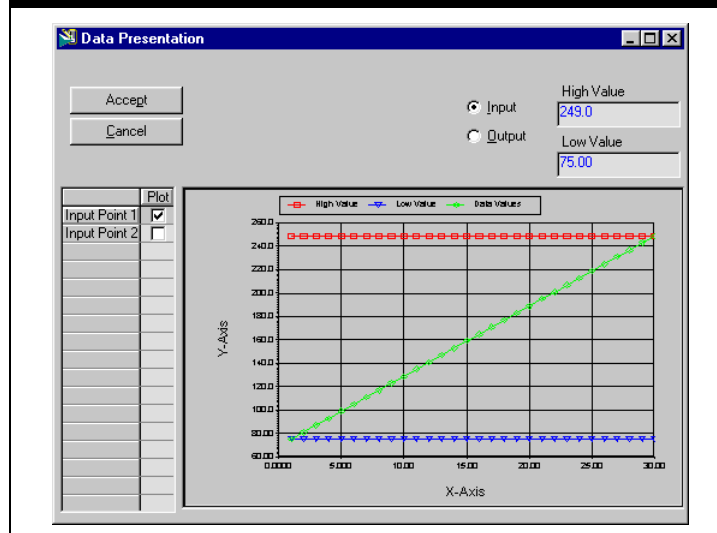 Data Presentation
Accept
Cancel
Input
Output
High Value
249.0
Low Value
75.00
Plot
Input Point 1
Input Point 2
High Value Low Value Data Values
260.0
240.0
220.0
200.0
180.0
160.0
140.0
120.0
100.0
80.00
60.00
Y-Axis
0.0000 5.000 10.00 15.00 20.00 25.00 30.00
X-Axis